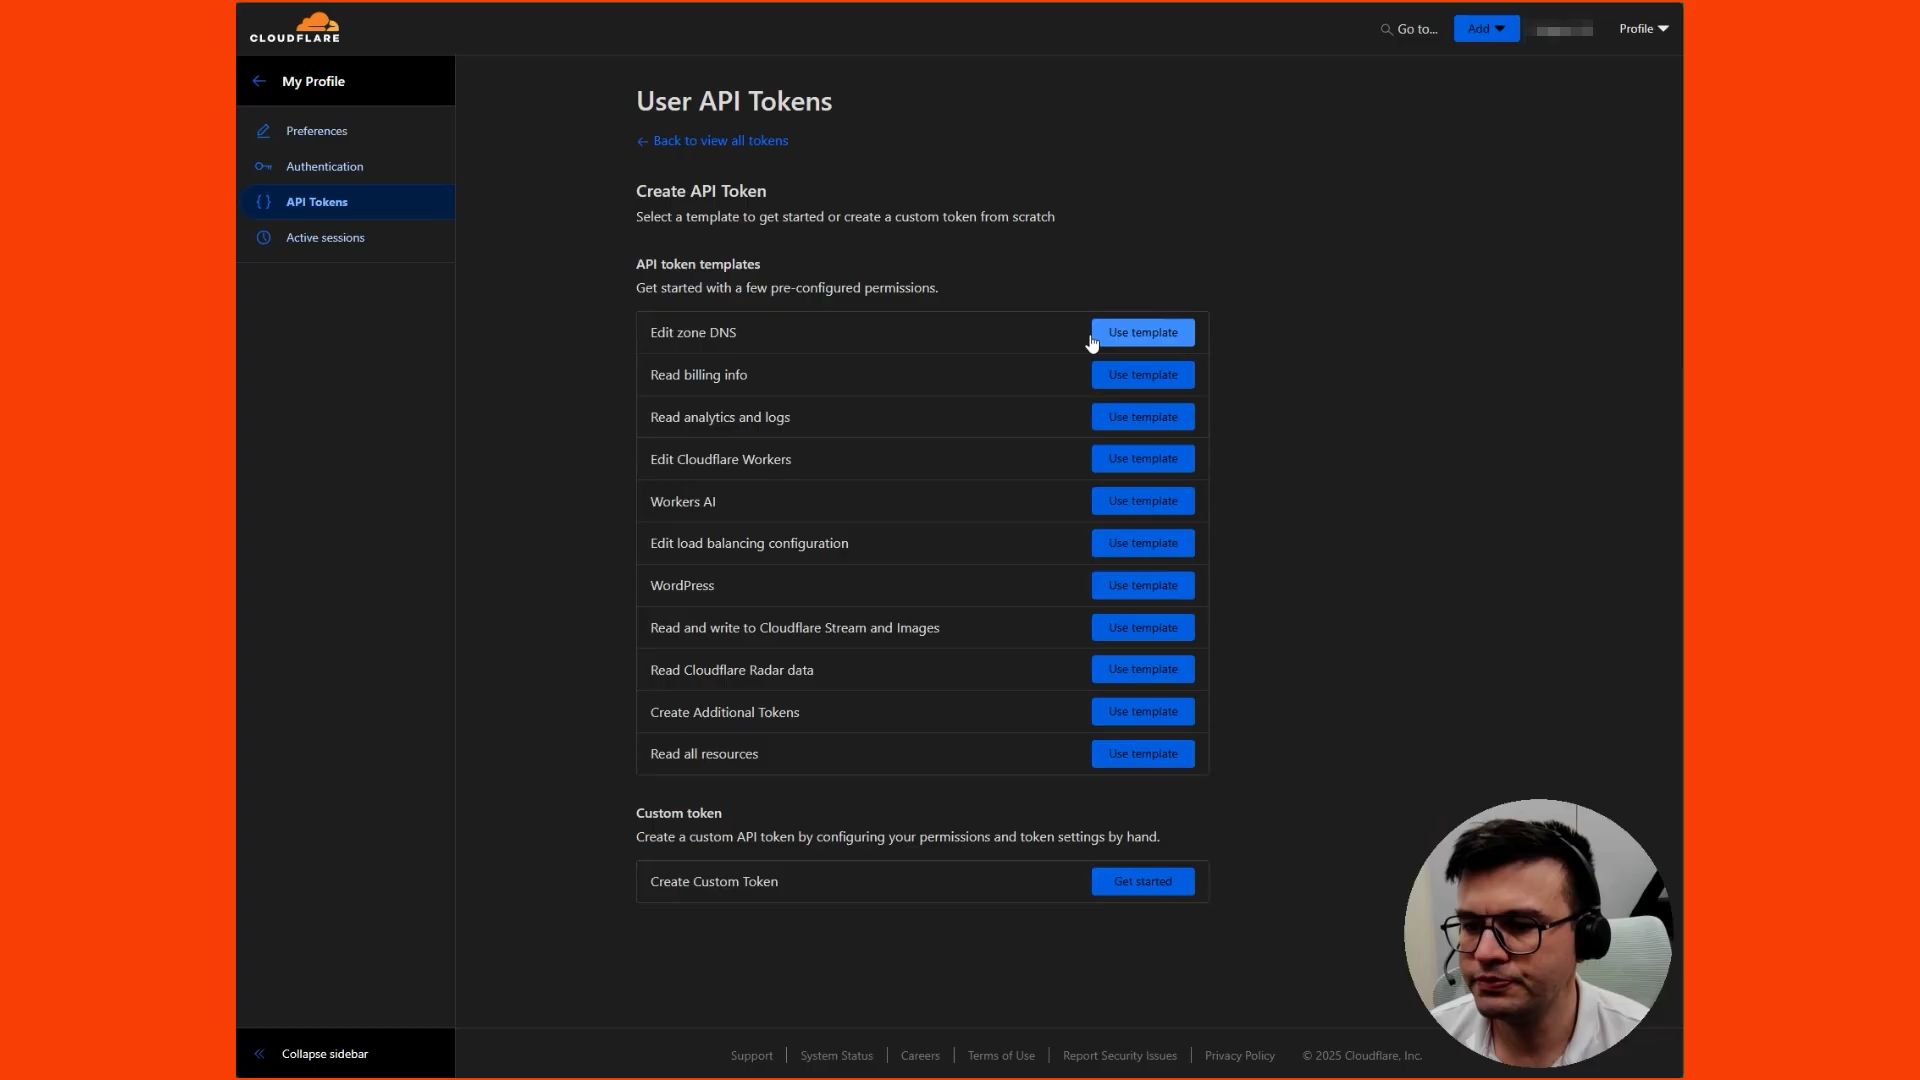 CLOUDFLARE
Go to...
Add
Profile
My Profile
Preferences
Authentication
API Tokens
Active sessions
User API Tokens
← Back to view all tokens
Create API Token
Select a template to get started or create a custom token from scratch
API token templates
Get started with a few pre-configured permissions.
Edit zone DNS Use template
Read billing info Use template
Read analytics and logs Use template
Edit Cloudflare Workers Use template
Workers AI Use template
Edit load balancing configuration Use template
WordPress Use template
Read and write to Cloudflare Stream and Images Use template
Read Cloudflare Radar data Use template
Create Additional Tokens Use template
Read all resources Use template
Custom token
Create a custom API token by configuring your permissions and token settings by hand.
Create Custom Token Get started
Collapse sidebar
Support System Status Careers Terms of Use Report Security Issues Privacy Policy © 2025 Cloudflare, Inc.